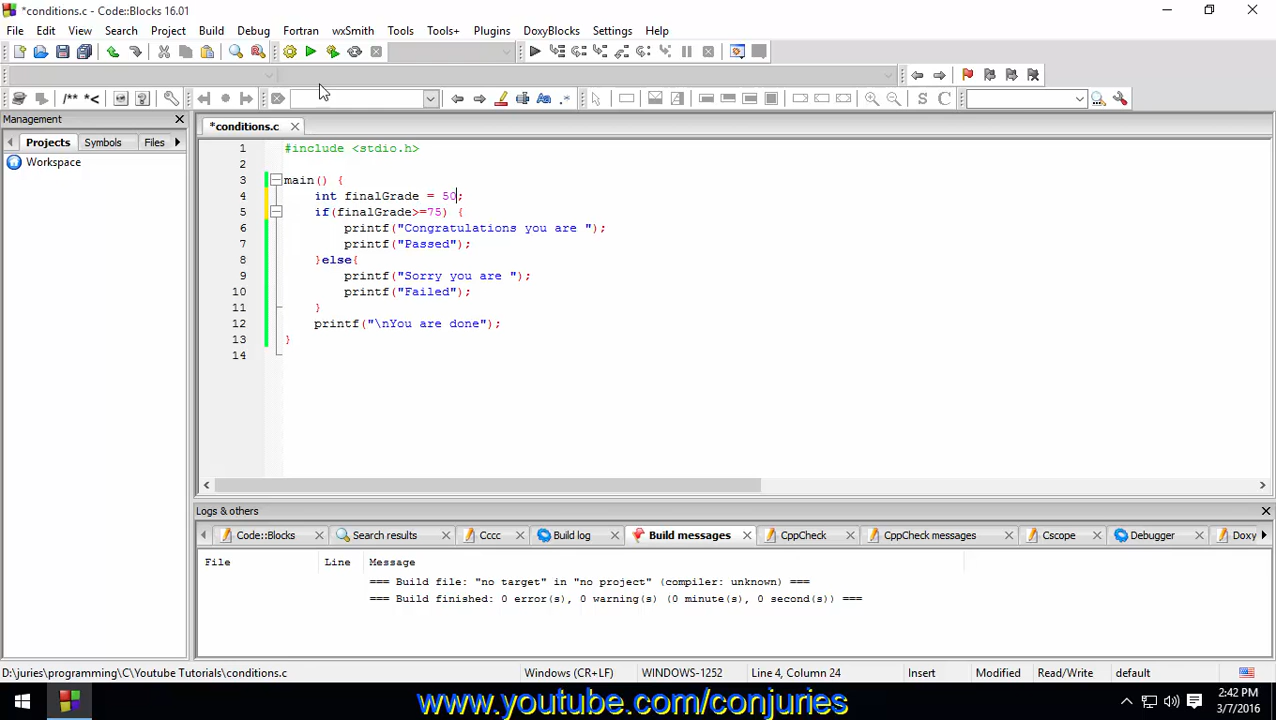 *conditions.c - Code::Blocks 16.01
File Edit View Search Project Build Debug Fortran wxSmith Tools Tools+ Plugins DoxyBlocks Settings Help
/** *< S C
Management
Projects Symbols Files
Workspace
*conditions.c
1 #include <stdio.h>
2
3 main() {
4 int finalGrade = 50;
5 if(finalGrade>=75) {
6 printf("Congratulations you are ");
7 printf("Passed");
8 }else{
9 printf("Sorry you are ");
10 printf("Failed");
11 }
12 printf("\nYou are done");
13 }
14
Logs & others
Code::Blocks Search results Cccc Build log Build messages CppCheck CppCheck messages Cscope Debugger Doxy
File Line Message
=== Build file: "no target" in "no project" (compiler: unknown) ===
=== Build finished: 0 error(s), 0 warning(s) (0 minute(s), 0 second(s)) ===
D:\juries\programming\C\Youtube Tutorials\conditions.c Windows (CR+LF) WINDOWS-1252 Line 4, Column 24 Insert Modified Read/Write default
www.youtube.com/conjuries
2:42 PM
3/7/2016